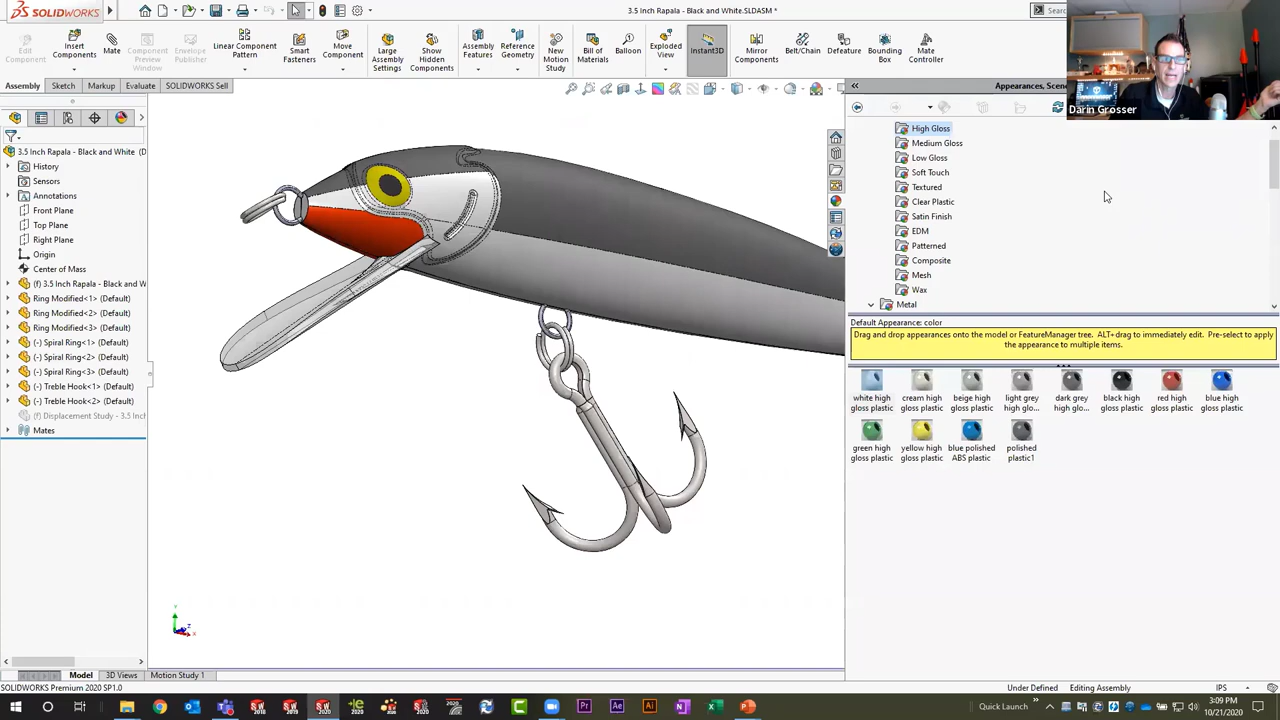 3S SOLIDWORKS
3.5 Inch Rapala - Black and White.SLDASM *
Darin Grosser
Edit Component
Insert Components
Mate
Component Preview Window
Envelope Publisher
Linear Component Pattern
Smart Fasteners
Move Component
Large Assembly Settings
Show Hidden Components
Assembly Features
Reference Geometry
New Motion Study
Bill of Materials
Balloon
Exploded View
Instant3D
Mirror Components
Belt/Chain
Defeature
Bounding Box
Mate Controller
Assembly
Sketch
Markup
Evaluate
SOLIDWORKS Sell
3.5 Inch Rapala - Black and White (D
History
Sensors
Annotations
Front Plane
Top Plane
Right Plane
Origin
Center of Mass
(f) 3.5 Inch Rapala - Black and W
Ring Modified<1> (Default)
Ring Modified<2> (Default)
Ring Modified<3> (Default)
(-) Spiral Ring<1> (Default)
(-) Spiral Ring<2> (Default)
(-) Spiral Ring<3> (Default)
(-) Treble Hook<1> (Default)
(-) Treble Hook<2> (Default)
(f) Displacement Study - 3.5 Inch
Mates
Appearances, Scen
High Gloss
Medium Gloss
Low Gloss
Soft Touch
Textured
Clear Plastic
Satin Finish
EDM
Patterned
Composite
Mesh
Wax
Metal
Default Appearance: color
Drag and drop appearances onto the model or FeatureManager tree. ALT+drag to immediately edit. Pre-select to apply
the appearance to multiple items.
white high gloss plastic
cream high gloss plastic
beige high gloss plastic
light grey high glo...
dark grey high glo...
black high gloss plastic
red high gloss plastic
blue high gloss plastic
green high gloss plastic
yellow high gloss plastic
blue polished ABS plastic
polished plastic1
Model
3D Views
Motion Study 1
SOLIDWORKS Premium 2020 SP1.0
Under Defined
Editing Assembly
IPS
Quick Launch
3:09 PM
10/21/2020